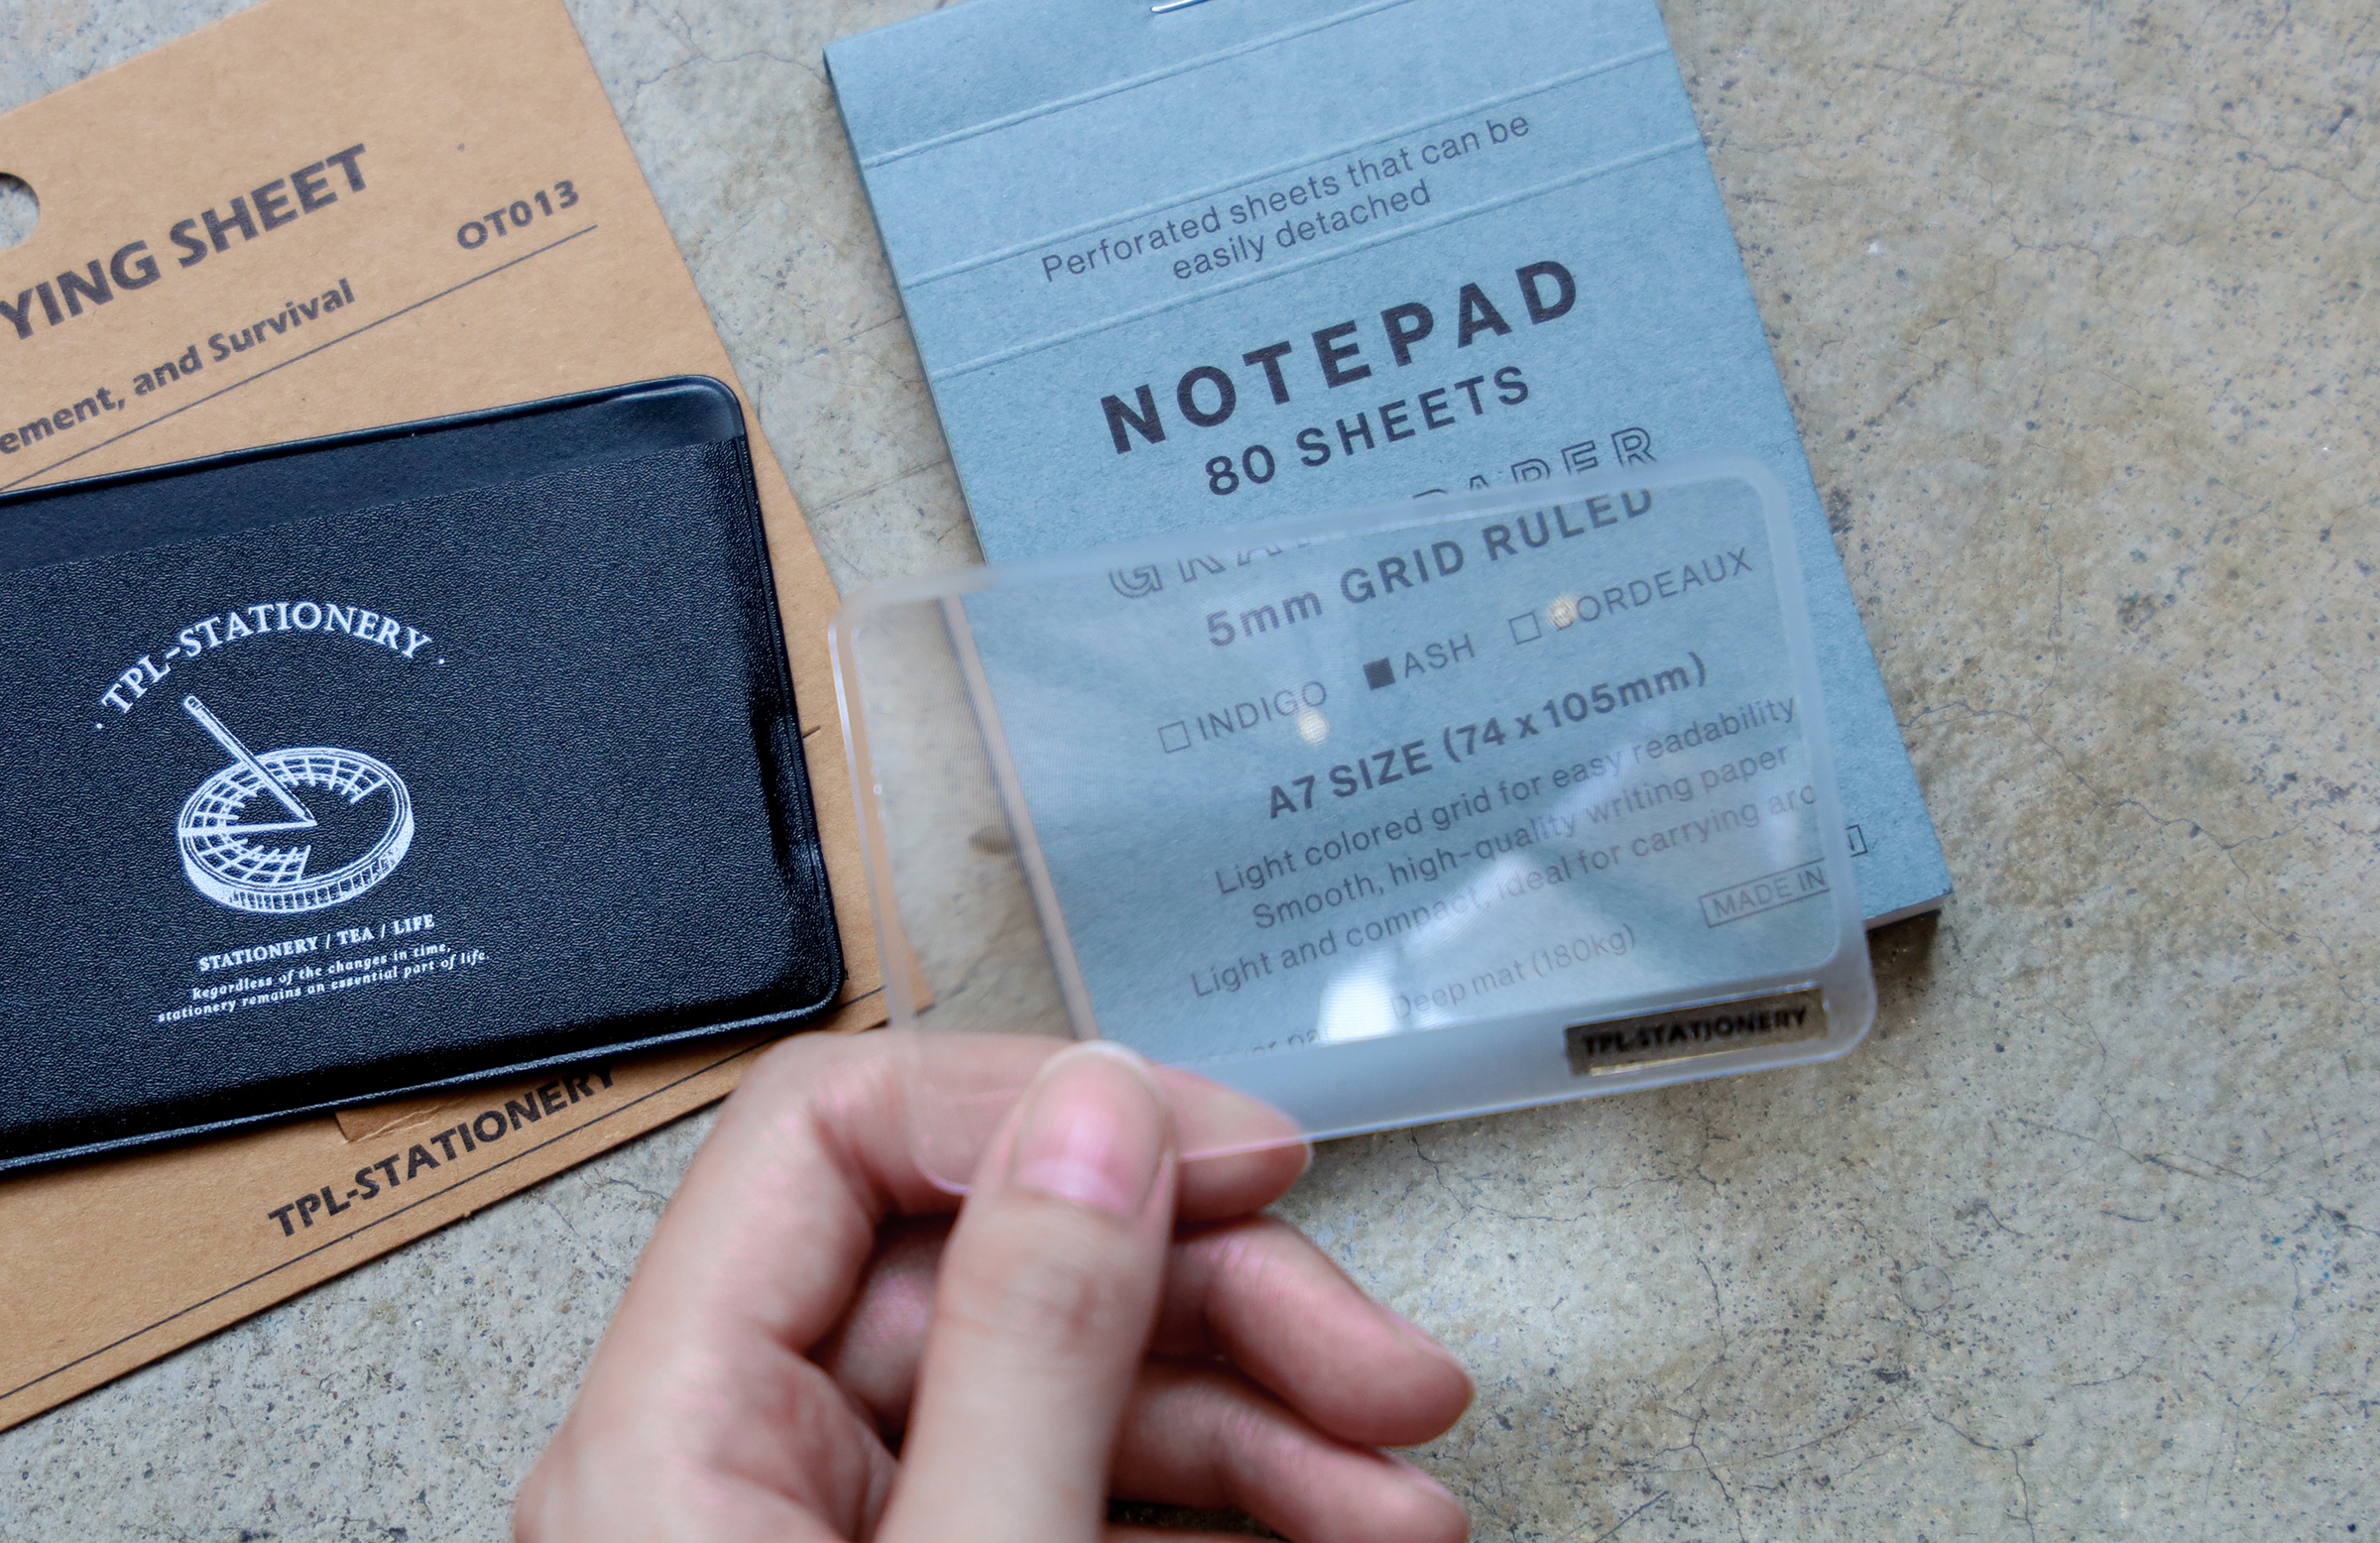 YING SHEET
OT013
ement, and Survival
· TPL-STATIONERY ·
STATIONERY / TEA / LIFE
Regardless of the changes in time,
stationery remains an essential part of life.
TPL-STATIONERY
Perforated sheets that can be
easily detached
NOTEPAD
80 SHEETS
PAPER
5mm GRID RULED
□ INDIGO ■ ASH □ BORDEAUX
A7 SIZE (74 x 105mm)
Light colored grid for easy readability
Smooth, high-quality writing paper
Light and compact, ideal for carrying aro
MADE IN
Deep mat (180kg)
TPL-STATIONERY